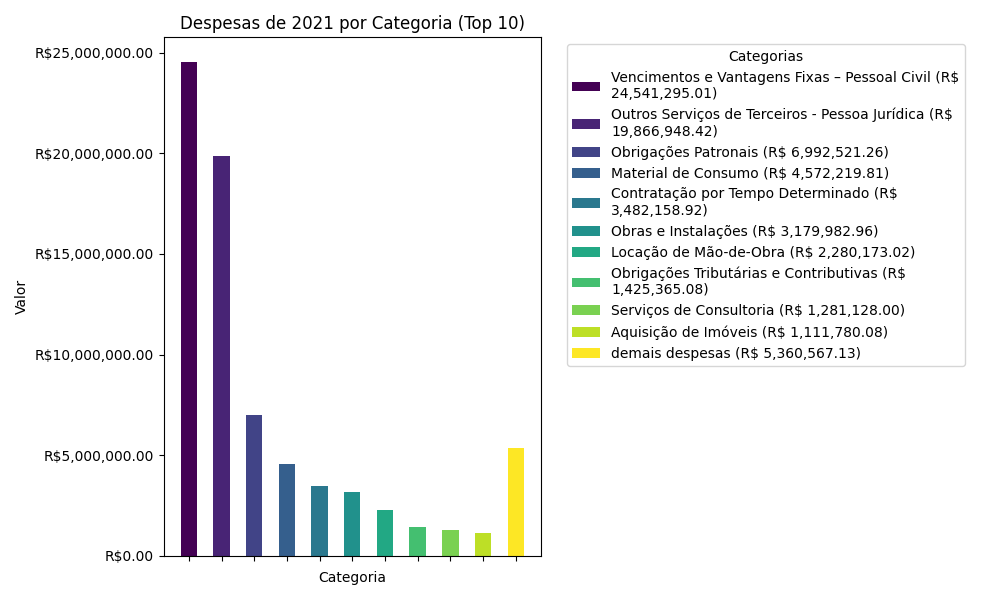 Despesas de 2021 por Categoria (Top 10)
R$25,000,000.00
R$20,000,000.00
R$15,000,000.00
R$10,000,000.00
R$5,000,000.00
R$0.00
Valor
Categoria
Categorias
Vencimentos e Vantagens Fixas – Pessoal Civil (R$
24,541,295.01)
Outros Serviços de Terceiros - Pessoa Jurídica (R$
19,866,948.42)
Obrigações Patronais (R$ 6,992,521.26)
Material de Consumo (R$ 4,572,219.81)
Contratação por Tempo Determinado (R$
3,482,158.92)
Obras e Instalações (R$ 3,179,982.96)
Locação de Mão-de-Obra (R$ 2,280,173.02)
Obrigações Tributárias e Contributivas (R$
1,425,365.08)
Serviços de Consultoria (R$ 1,281,128.00)
Aquisição de Imóveis (R$ 1,111,780.08)
demais despesas (R$ 5,360,567.13)